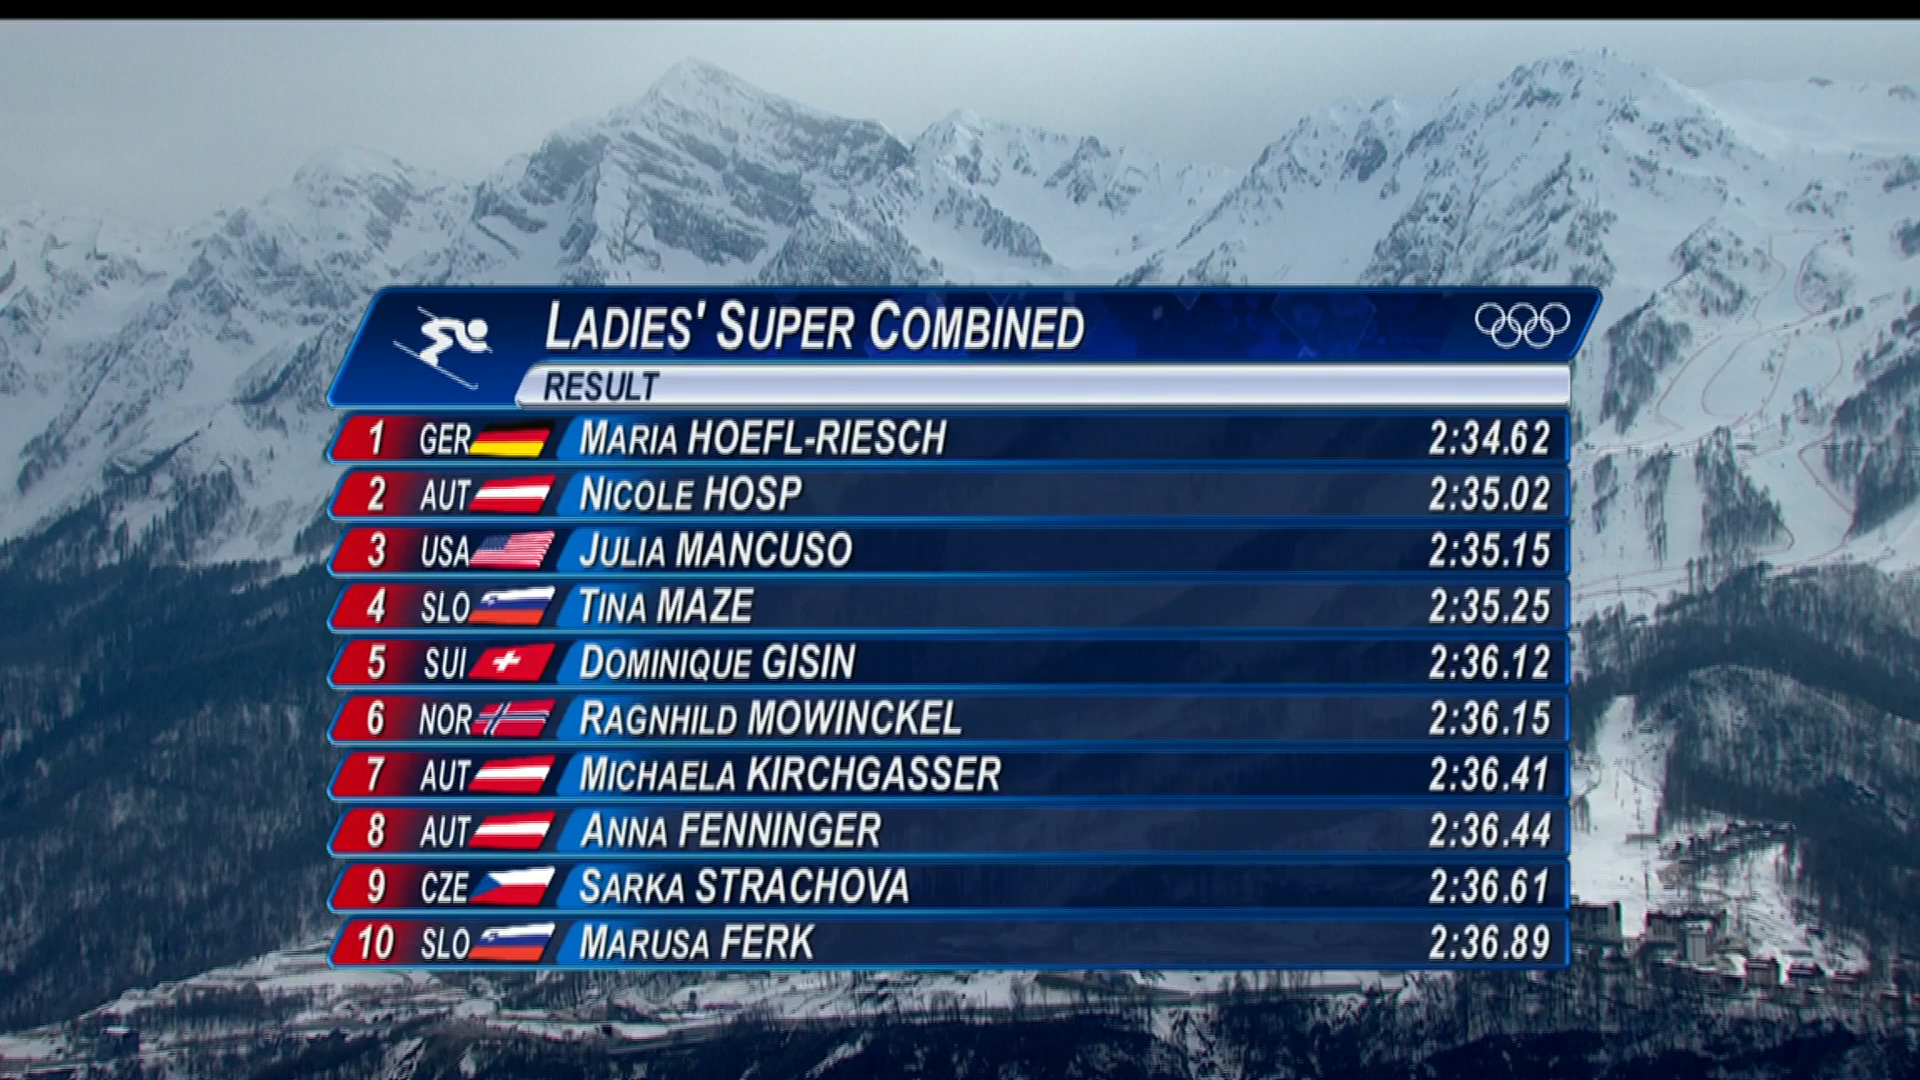 LADIES' SUPER COMBINED
RESULT
1 GER MARIA HOEFL-RIESCH 2:34.62
2 AUT NICOLE HOSP 2:35.02
3 USA JULIA MANCUSO 2:35.15
4 SLO TINA MAZE 2:35.25
5 SUI DOMINIQUE GISIN 2:36.12
6 NOR RAGNHILD MOWINCKEL 2:36.15
7 AUT MICHAELA KIRCHGASSER 2:36.41
8 AUT ANNA FENNINGER 2:36.44
9 CZE SARKA STRACHOVA 2:36.61
10 SLO MARUSA FERK 2:36.89